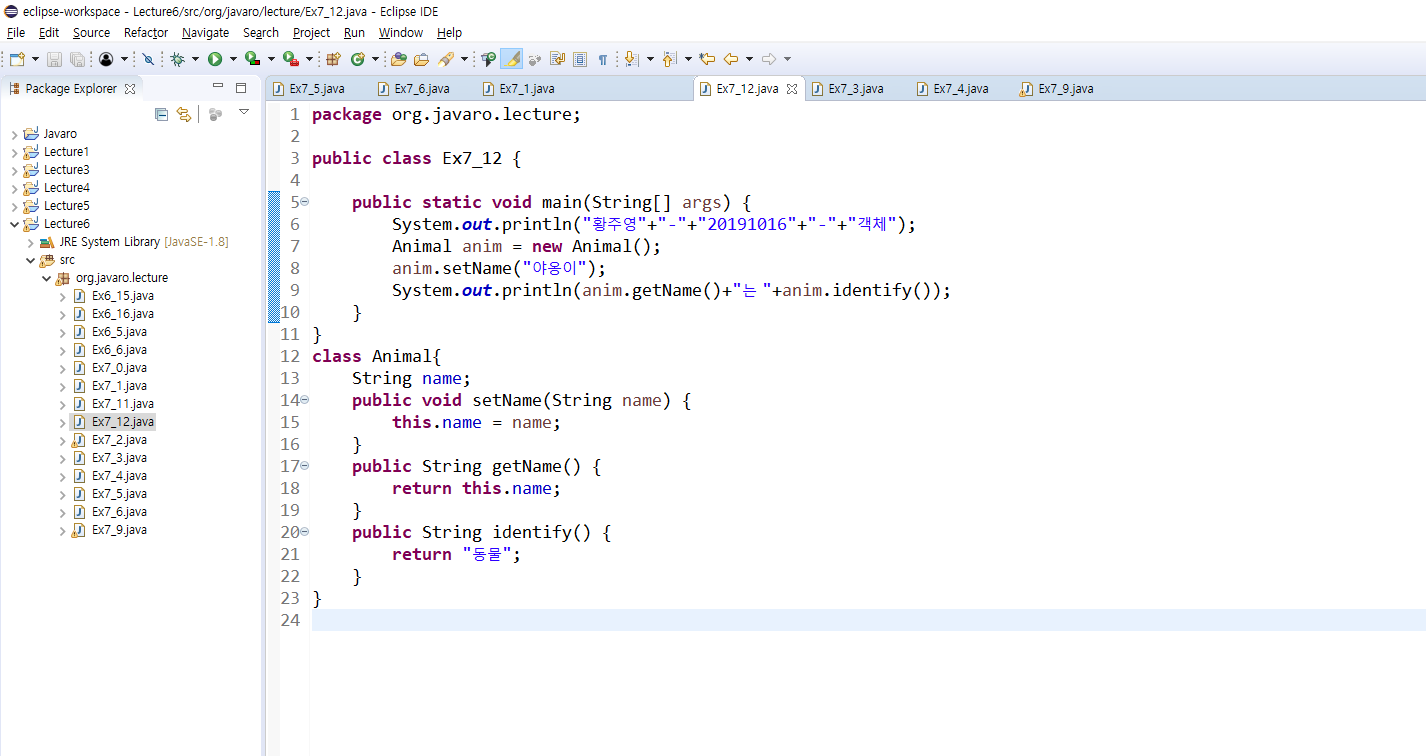 eclipse-workspace - Lecture6/src/org/javaro/lecture/Ex7_12.java - Eclipse IDE
File Edit Source Refactor Navigate Search Project Run Window Help
Package Explorer
Ex7_5.java Ex7_6.java Ex7_1.java Ex7_12.java Ex7_3.java Ex7_4.java Ex7_9.java
Javaro
Lecture1
Lecture3
Lecture4
Lecture5
Lecture6
JRE System Library [JavaSE-1.8]
src
org.javaro.lecture
Ex6_15.java
Ex6_16.java
Ex6_5.java
Ex6_6.java
Ex7_0.java
Ex7_1.java
Ex7_11.java
Ex7_12.java
Ex7_2.java
Ex7_3.java
Ex7_4.java
Ex7_5.java
Ex7_6.java
Ex7_9.java
1 package org.javaro.lecture;
2
3 public class Ex7_12 {
4
5 public static void main(String[] args) {
6 System.out.println("황주영"+"-"+"20191016"+"-"+"객체");
7 Animal anim = new Animal();
8 anim.setName("야옹이");
9 System.out.println(anim.getName()+"는 "+anim.identify());
10 }
11 }
12 class Animal{
13 String name;
14 public void setName(String name) {
15 this.name = name;
16 }
17 public String getName() {
18 return this.name;
19 }
20 public String identify() {
21 return "동물";
22 }
23 }
24